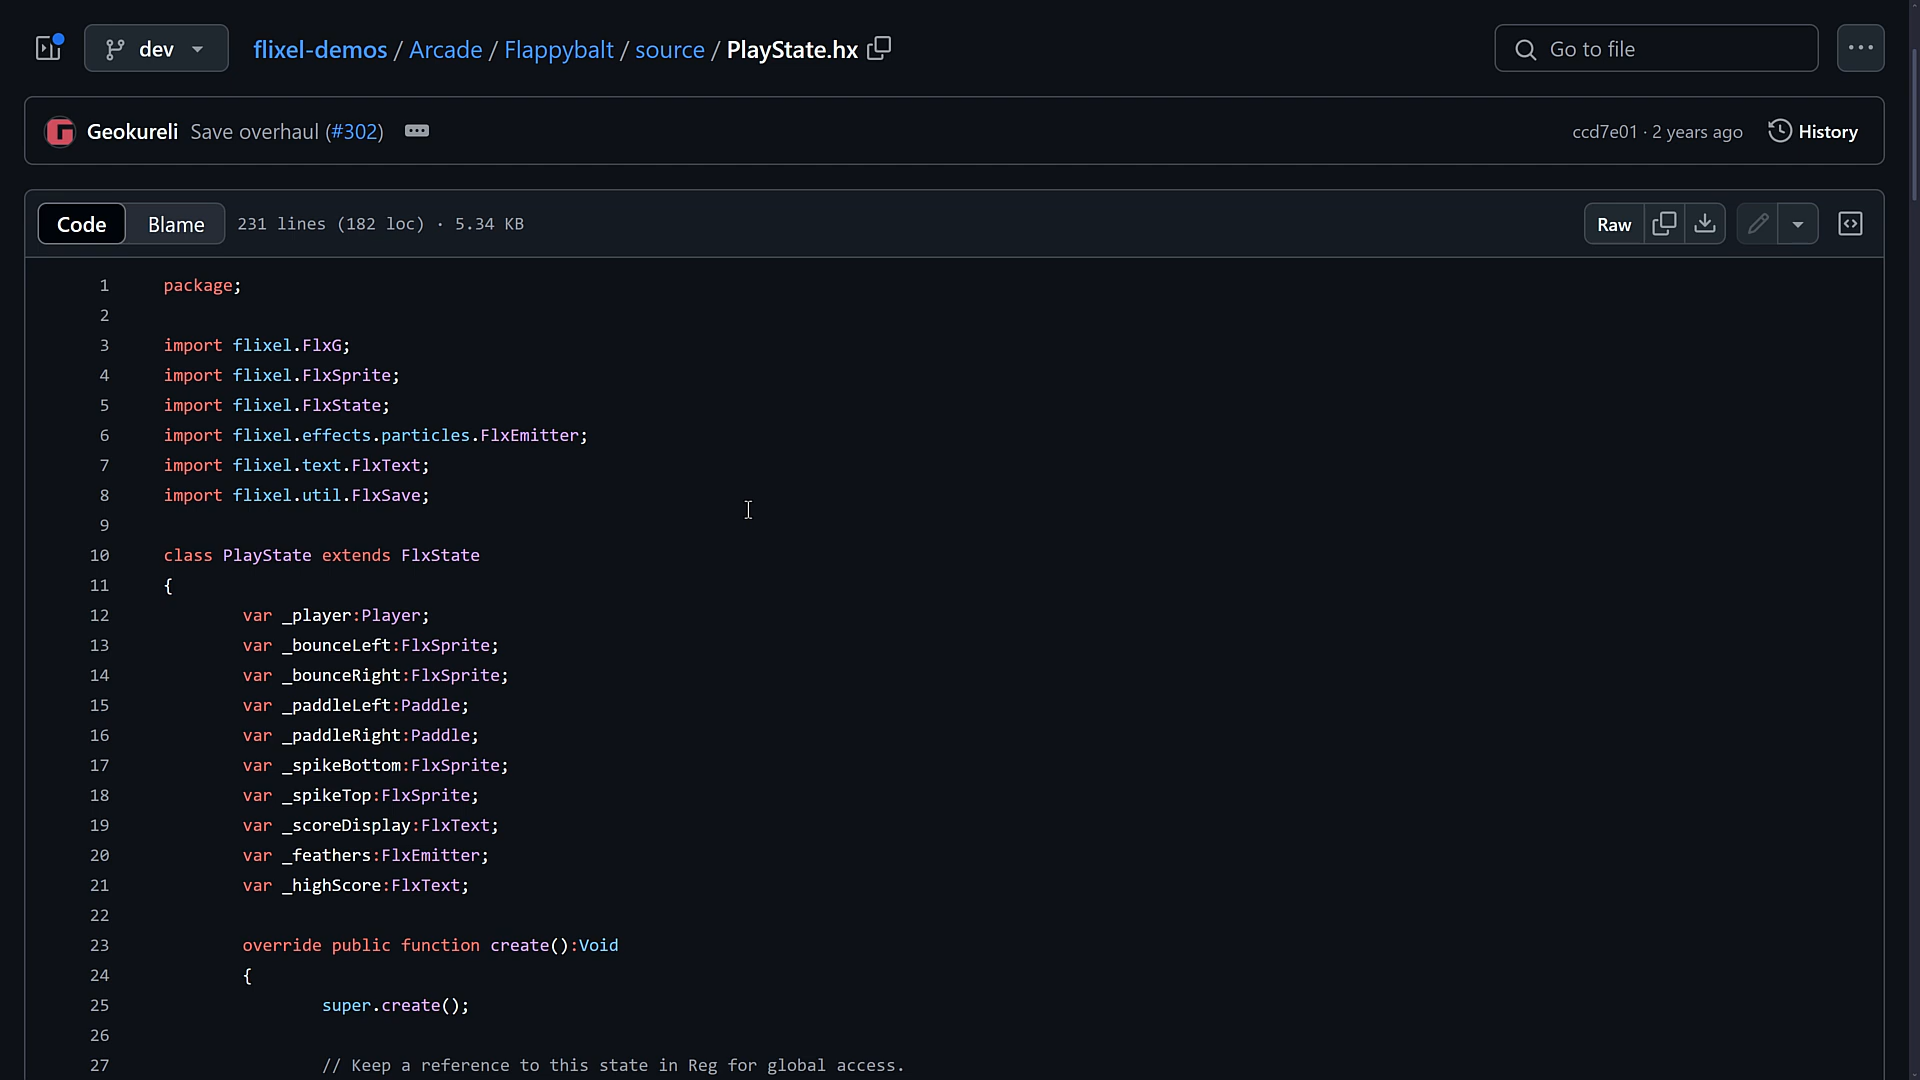 dev flixel-demos / Arcade / Flappybalt / source / PlayState.hx Go to file
Geokureli Save overhaul (#302) ccd7e01 · 2 years ago History
Code Blame 231 lines (182 loc) · 5.34 KB Raw
1 package;
2
3 import flixel.FlxG;
4 import flixel.FlxSprite;
5 import flixel.FlxState;
6 import flixel.effects.particles.FlxEmitter;
7 import flixel.text.FlxText;
8 import flixel.util.FlxSave;
9
10 class PlayState extends FlxState
11 {
12 var _player:Player;
13 var _bounceLeft:FlxSprite;
14 var _bounceRight:FlxSprite;
15 var _paddleLeft:Paddle;
16 var _paddleRight:Paddle;
17 var _spikeBottom:FlxSprite;
18 var _spikeTop:FlxSprite;
19 var _scoreDisplay:FlxText;
20 var _feathers:FlxEmitter;
21 var _highScore:FlxText;
22
23 override public function create():Void
24 {
25 super.create();
26
27 // Keep a reference to this state in Reg for global access.